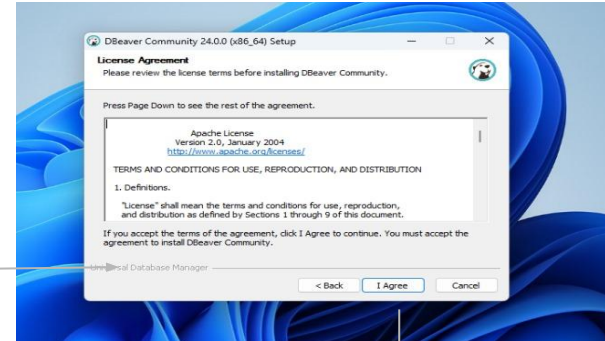 DBeaver Community 24.0.0 (x86_64) Setup
License Agreement
Please review the license terms before installing DBeaver Community.
Press Page Down to see the rest of the agreement.
Apache License
Version 2.0, January 2004
http://www.apache.org/licenses/
TERMS AND CONDITIONS FOR USE, REPRODUCTION, AND DISTRIBUTION
1. Definitions.
"License" shall mean the terms and conditions for use, reproduction,
and distribution as defined by Sections 1 through 9 of this document.
If you accept the terms of the agreement, click I Agree to continue. You must accept the
agreement to install DBeaver Community.
Universal Database Manager
< Back I Agree Cancel